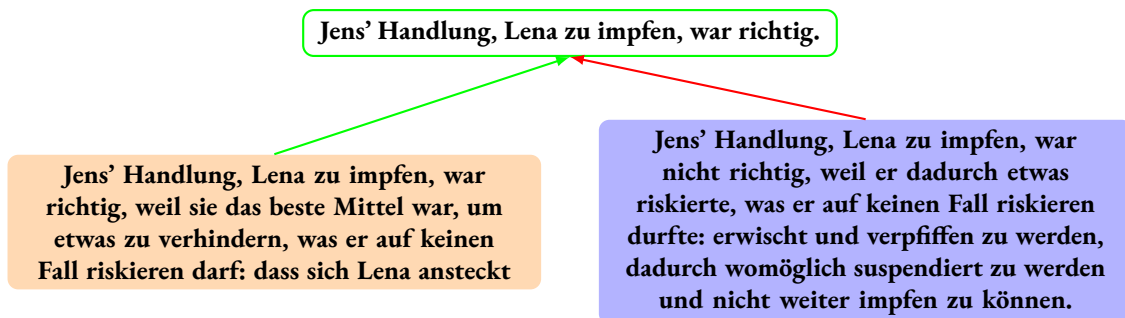 Jens’ Handlung, Lena zu impfen, war richtig.
Jens’ Handlung, Lena zu impfen, war
richtig, weil sie das beste Mittel war, um
etwas zu verhindern, was er auf keinen
Fall riskieren darf: dass sich Lena ansteckt
Jens’ Handlung, Lena zu impfen, war
nicht richtig, weil er dadurch etwas
riskierte, was er auf keinen Fall riskieren
durfte: erwischt und verpfiffen zu werden,
dadurch womöglich suspendiert zu werden
und nicht weiter impfen zu können.